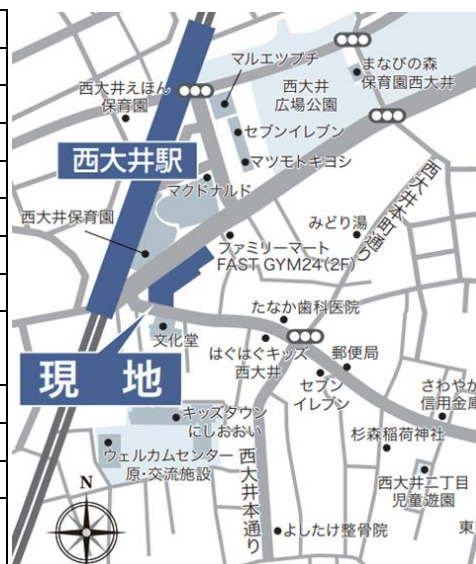 マルエツプチ
まなびの森
保育園西大井
西大井えほん
保育園
西大井
広場公園
セブンイレブン
西大井駅
マツモトキヨシ
マクドナルド
西大井本町通り
西大井保育園
みどり湯
ファミリーマート
FAST GYM24(2F)
たなか歯科医院
文化堂
はぐはぐキッズ
西大井
郵便局
現 地
セブン
イレブン
さわやか
信用金庫
キッズタウン
にしおおい
杉森稲荷神社
ウェルカムセンター
原・交流施設
西大井本通り
西大井二丁目
児童遊園
N
東
よしたけ整骨院